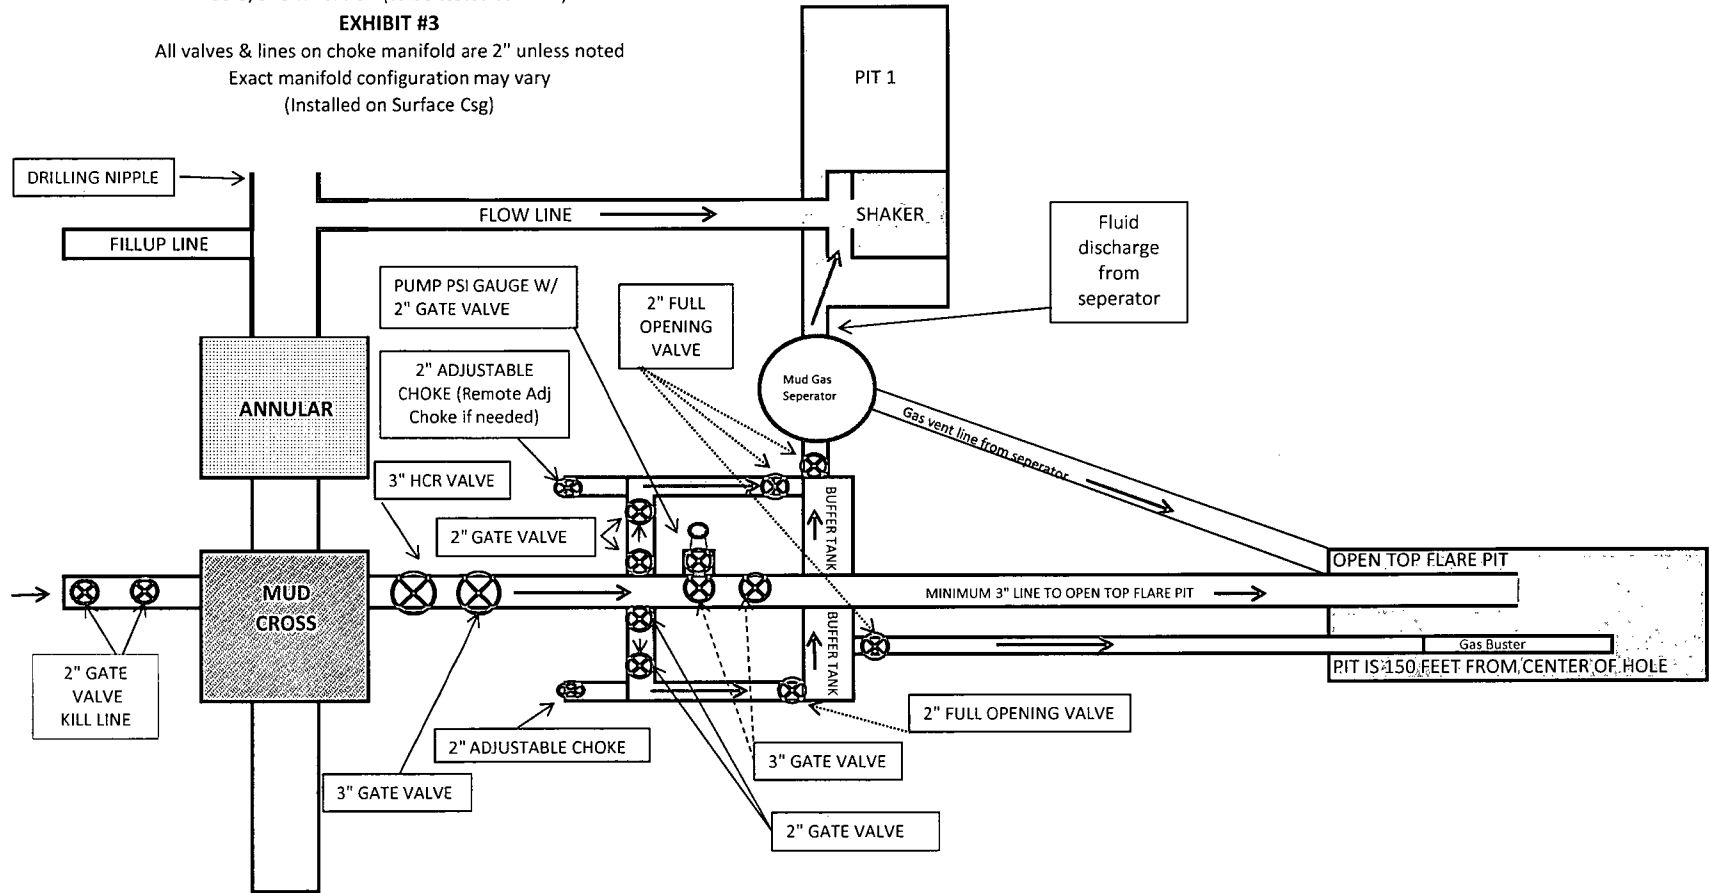 EXHIBIT #3
All valves & lines on choke manifold are 2" unless noted
Exact manifold configuration may vary
(Installed on Surface Csg)
PIT 1
DRILLING NIPPLE
FLOW LINE
SHAKER
FILLUP LINE
Fluid
discharge
from
seperator
PUMP PSI GAUGE W/
2" GATE VALVE
2" FULL
OPENING
VALVE
2" ADJUSTABLE
CHOKE (Remote Adj
Choke if needed)
Mud Gas
Seperator
ANNULAR
Gas vent line from seperator
3" HCR VALVE
2" GATE VALVE
BUFFER TANK
OPEN TOP FLARE PIT
MUD
CROSS
MINIMUM 3" LINE TO OPEN TOP FLARE PIT
BUFFER TANK
Gas Buster
PIT IS 150 FEET FROM CENTER OF HOLE
2" GATE
VALVE
KILL LINE
2" FULL OPENING VALVE
2" ADJUSTABLE CHOKE
3" GATE VALVE
3" GATE VALVE
2" GATE VALVE